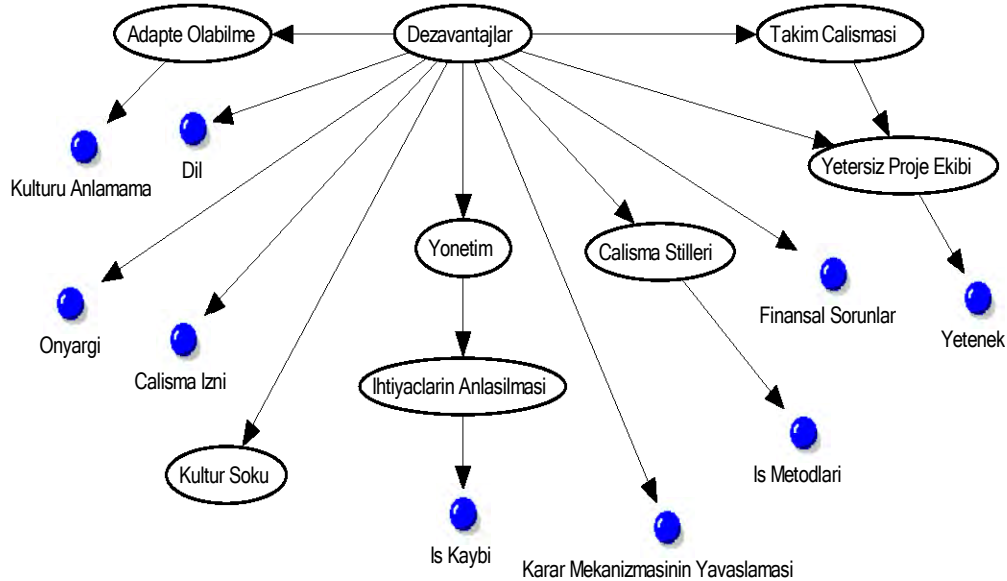 Adapte Olabilme
Dezavantajlar
Takim Calismasi
Kulturu Anlamama
Dil
Yetersiz Proje Ekibi
Yonetim
Calisma Stilleri
Onyargi
Calisma Izni
Finansal Sorunlar
Yetenek
Ihtiyaclarin Anlasilmasi
Kultur Soku
Is Metodlari
Is Kaybi
Karar Mekanizmasinin Yavaslamasi